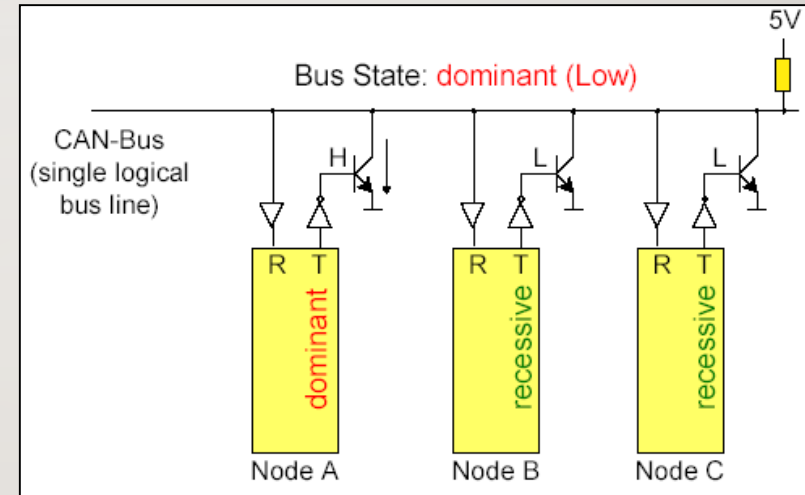 5V
Bus State: dominant (Low)
CAN-Bus
(single logical
bus line)
H
L
L
R T
R T
R T
dominant
recessive
recessive
Node A
Node B
Node C